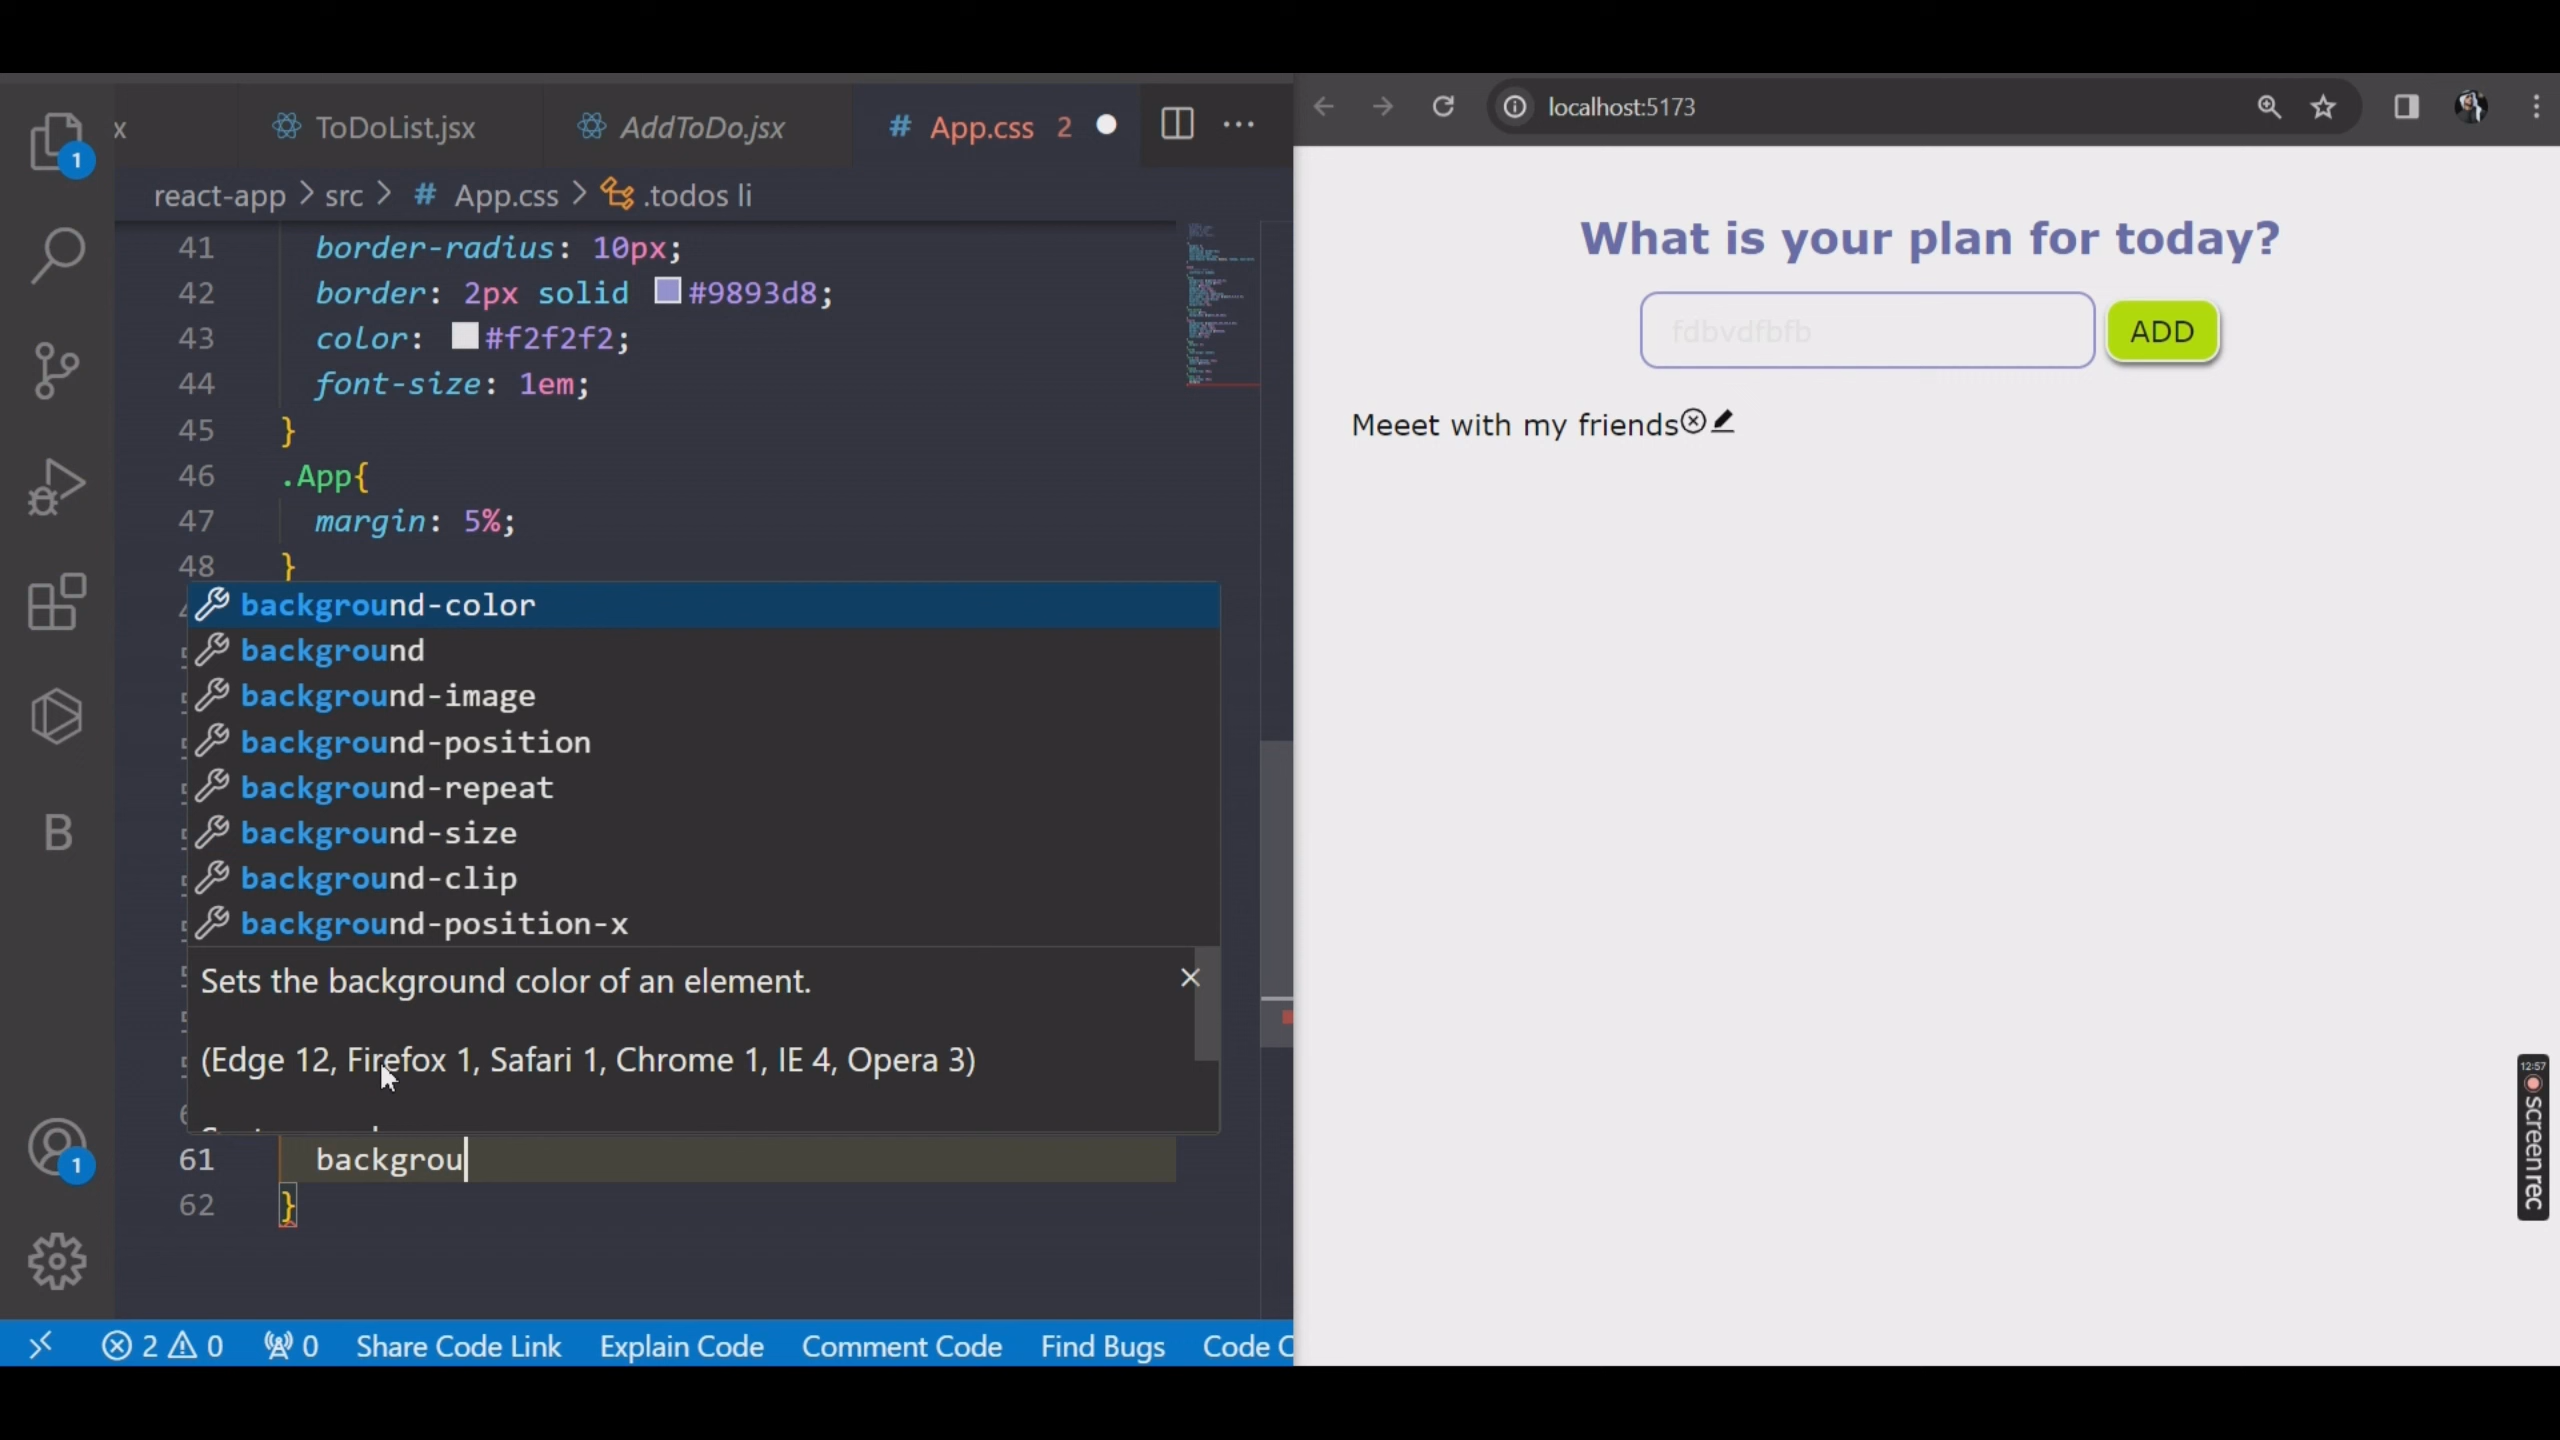 x
ToDoList.jsx
AddToDo.jsx
# App.css 2
react-app > src > # App.css > .todos li
41 border-radius: 10px;
42 border: 2px solid #9893d8;
43 color: #f2f2f2;
44 font-size: 1em;
45 }
46 .App{
47 margin: 5%;
48 }
background-color
background
background-image
background-position
background-repeat
background-size
background-clip
background-position-x
Sets the background color of an element.
(Edge 12, Firefox 1, Safari 1, Chrome 1, IE 4, Opera 3)
61 backgrou
62 }
1
B
1
2 0 0 Share Code Link Explain Code Comment Code Find Bugs Code
localhost:5173
What is your plan for today?
fdbvdfbfb
ADD
Meeet with my friends
12:57
screenrec